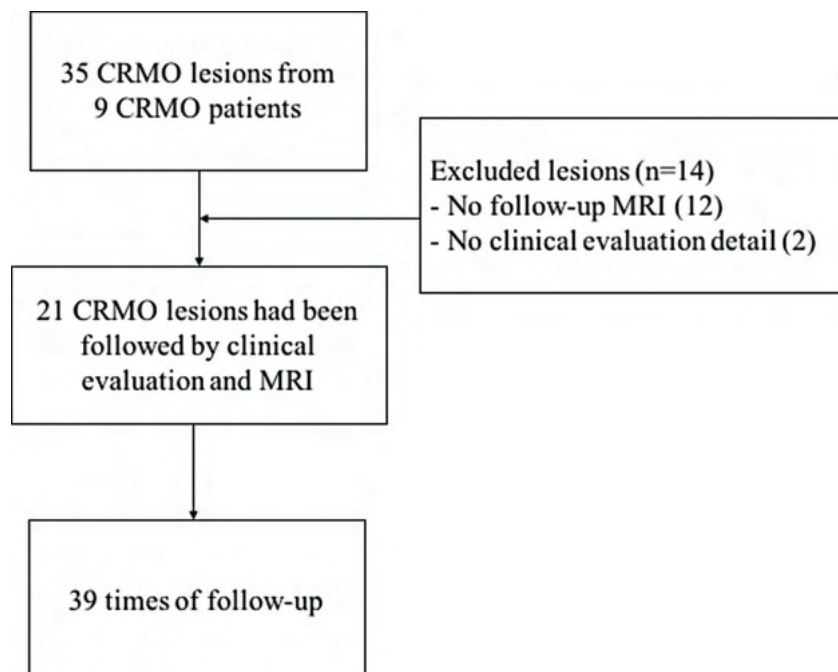 35 CRMO lesions from
9 CRMO patients
Excluded lesions (n=14)
- No follow-up MRI (12)
- No clinical evaluation detail (2)
21 CRMO lesions had been
followed by clinical
evaluation and MRI
39 times of follow-up